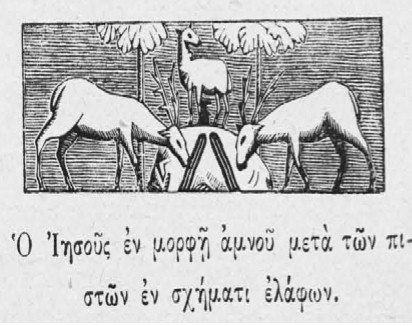 Ὁ Ἰησοῦς ἐν μορφῇ ἀμνοῦ μετὰ τῶν πι-
στῶν ἐν σχήματι ἐλάφων.